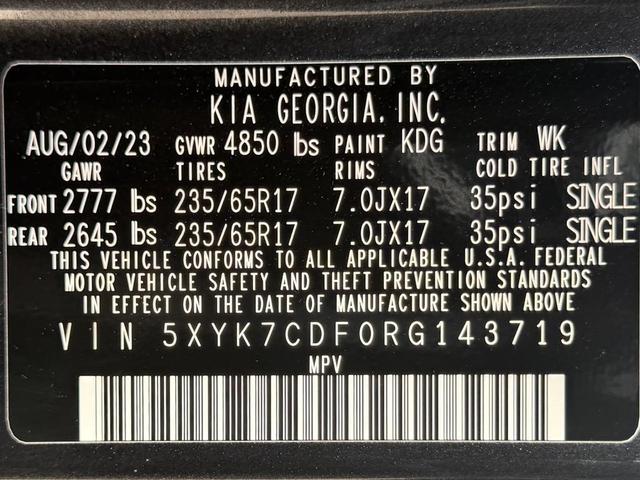 MANUFACTURED BY
KIA GEORGIA, INC.
AUG/02/23 GVWR 4850 lbs PAINT KDG TRIM WK
GAWR TIRES RIMS COLD TIRE INFL
FRONT 2777 lbs 235/65R17 7.0JX17 35psi SINGLE
REAR 2645 lbs 235/65R17 7.0JX17 35psi SINGLE
THIS VEHICLE CONFORMS TO ALL APPLICABLE U.S.A. FEDERAL
MOTOR VEHICLE SAFETY AND THEFT PREVENTION STANDARDS
IN EFFECT ON THE DATE OF MANUFACTURE SHOWN ABOVE
VIN 5XYK7CDF0RG143719
MPV